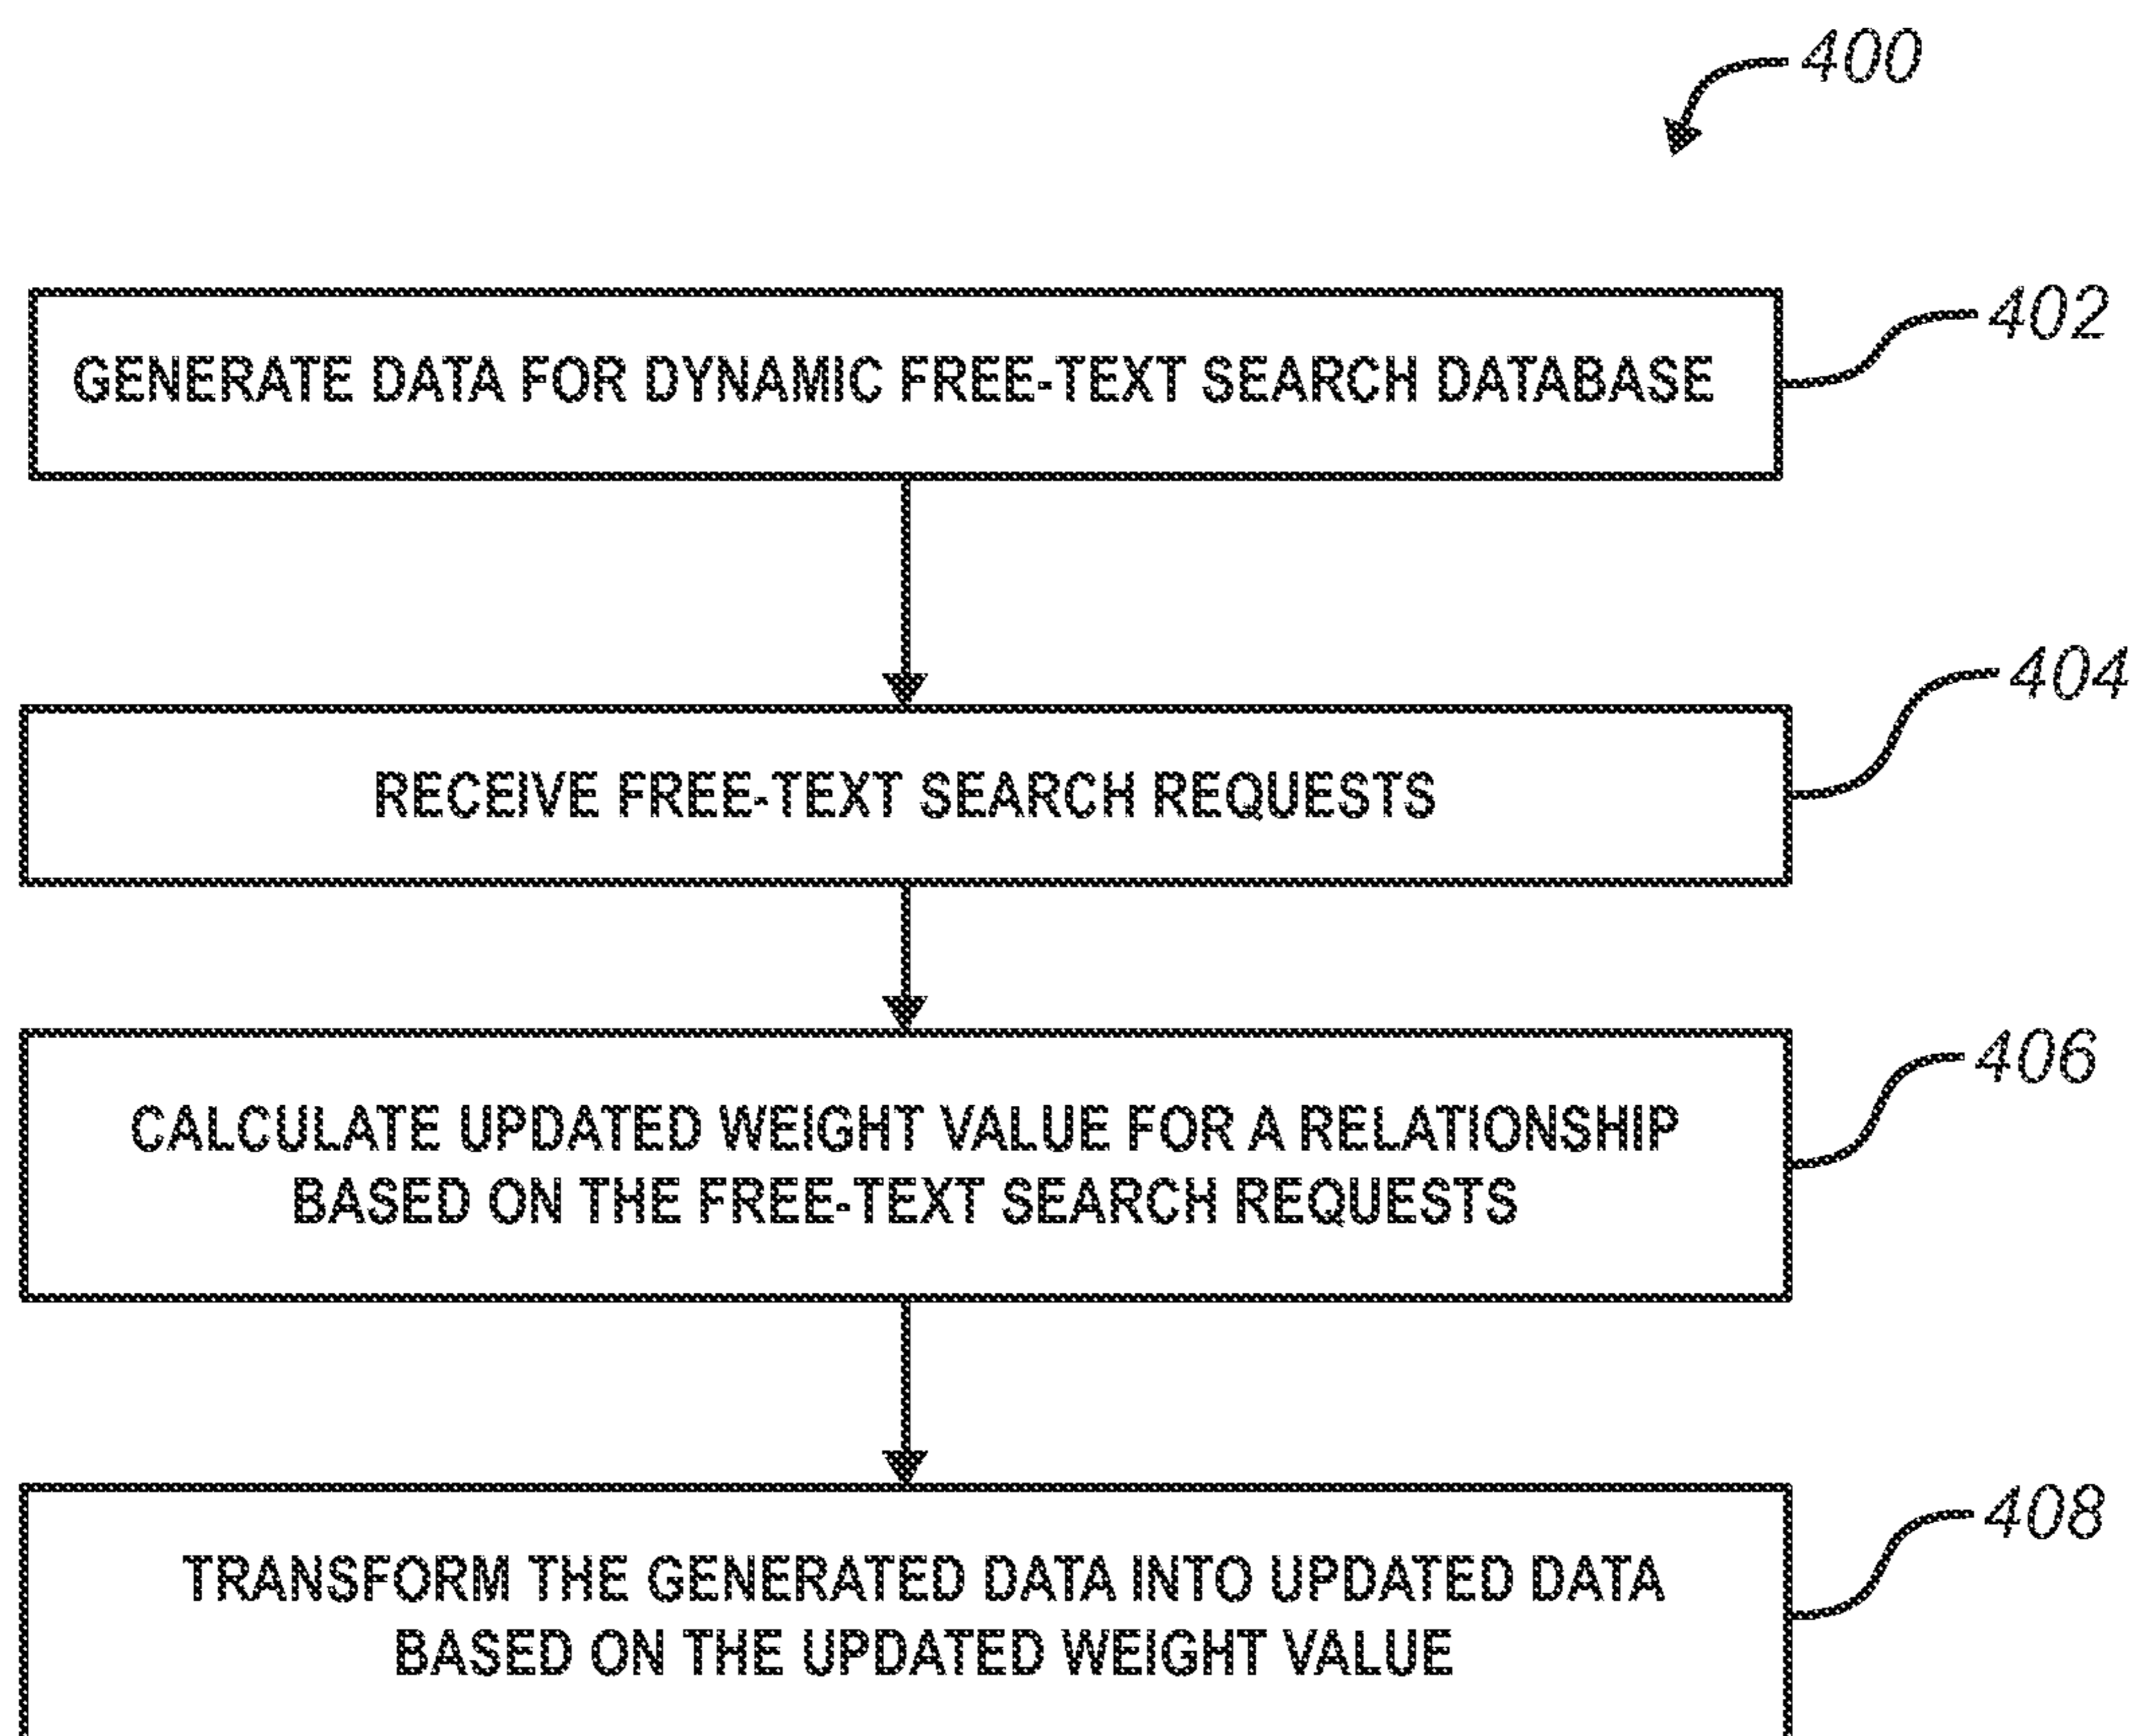 400
GENERATE DATA FOR DYNAMIC FREE-TEXT SEARCH DATABASE
402
RECEIVE FREE-TEXT SEARCH REQUESTS
404
CALCULATE UPDATED WEIGHT VALUE FOR A RELATIONSHIP
BASED ON THE FREE-TEXT SEARCH REQUESTS
406
TRANSFORM THE GENERATED DATA INTO UPDATED DATA
BASED ON THE UPDATED WEIGHT VALUE
408